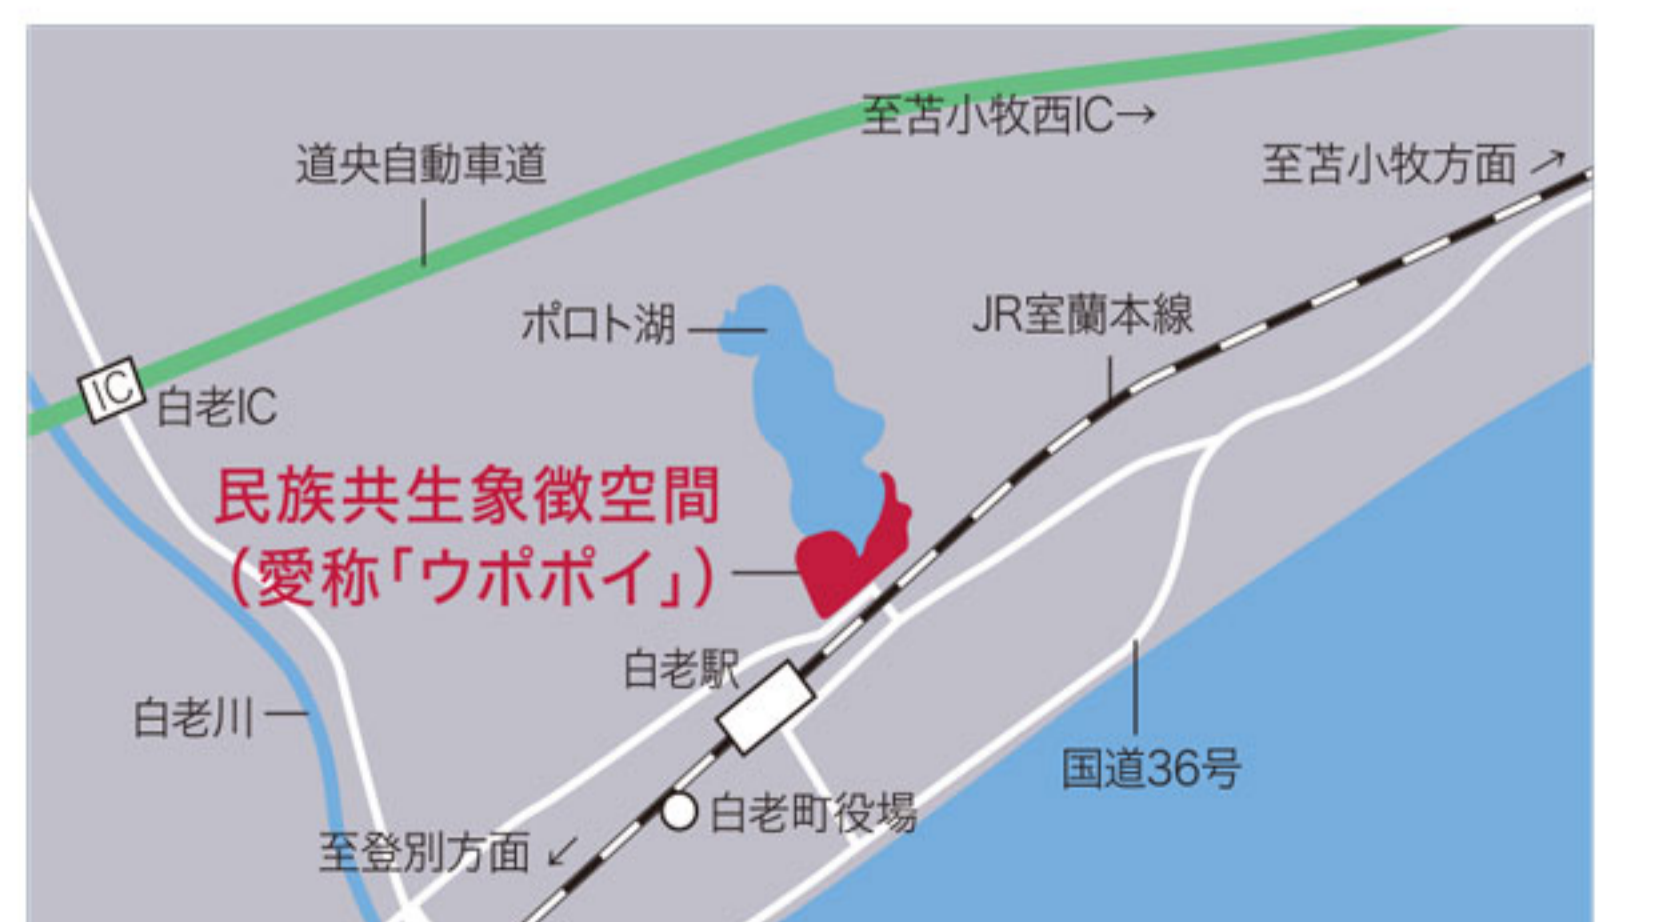 至苫小牧西IC→
道央自動車道
至苫小牧方面↗
ポロト湖
JR室蘭本線
IC
白老IC
民族共生象徴空間
（愛称「ウポポイ」）
白老駅
白老川
国道36号
白老町役場
至登別方面↙